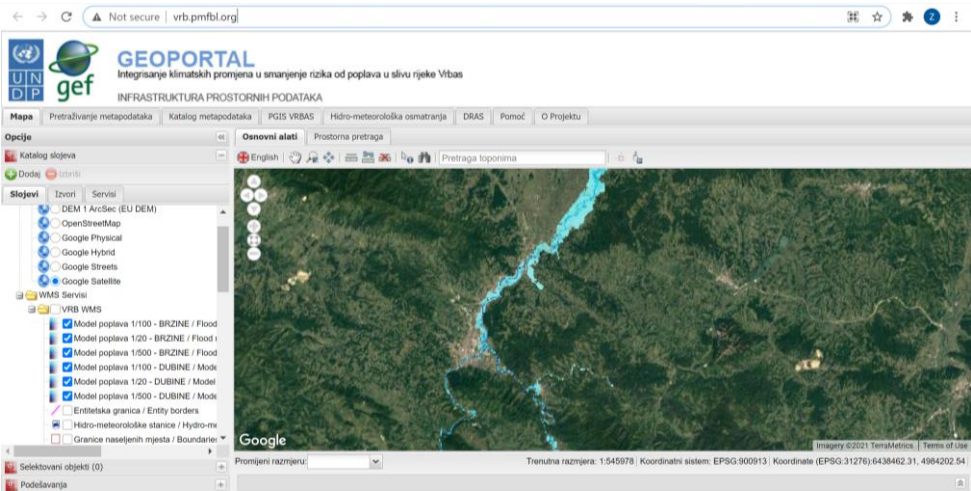 Not secure | vrb.pmfbl.org
Z
UN
DP
gef
GEOPORTAL
Integrisanje klimatskih promjena u smanjenje rizika od poplava u slivu rijeke Vrbas
INFRASTRUKTURA PROSTORNIH PODATAKA
Mapa Pretraživanje metapodataka Katalog metapodataka PGIS VRBAS Hidro-meteorološka osmatranja DRAS Pomoć O Projektu
Opcije
Osnovni alati Prostorna pretraga
Katalog slojeva
English Pretraga toponima
Dodaj Izbriši
Slojevi Izvori Servisi
DEM 1 ArcSec (EU DEM)
OpenStreetMap
Google Physical
Google Hybrid
Google Streets
Google Satellite
WMS Servisi
VRB WMS
Model poplava 1/100 - BRZINE / Flood
Model poplava 1/20 - BRZINE / Flood
Model poplava 1/500 - BRZINE / Flood
Model poplava 1/100 - DUBINE / Mode
Model poplava 1/20 - DUBINE / Model
Model poplava 1/500 - DUBINE / Mode
Entitetska granica / Entity borders
Hidro-meteorološke stanice / Hydro-me
Granice naseljenih mjesta / Boundaries
Google
Imagery ©2021 TerraMetrics Terms of Use
Promijeni razmjeru:
Trenutna razmjera: 1:545978 Koordinatni sistem: EPSG:900913 Koordinate (EPSG:31276):6438462.31, 4984202.54
Selektovani objekti (0)
Podešavanja